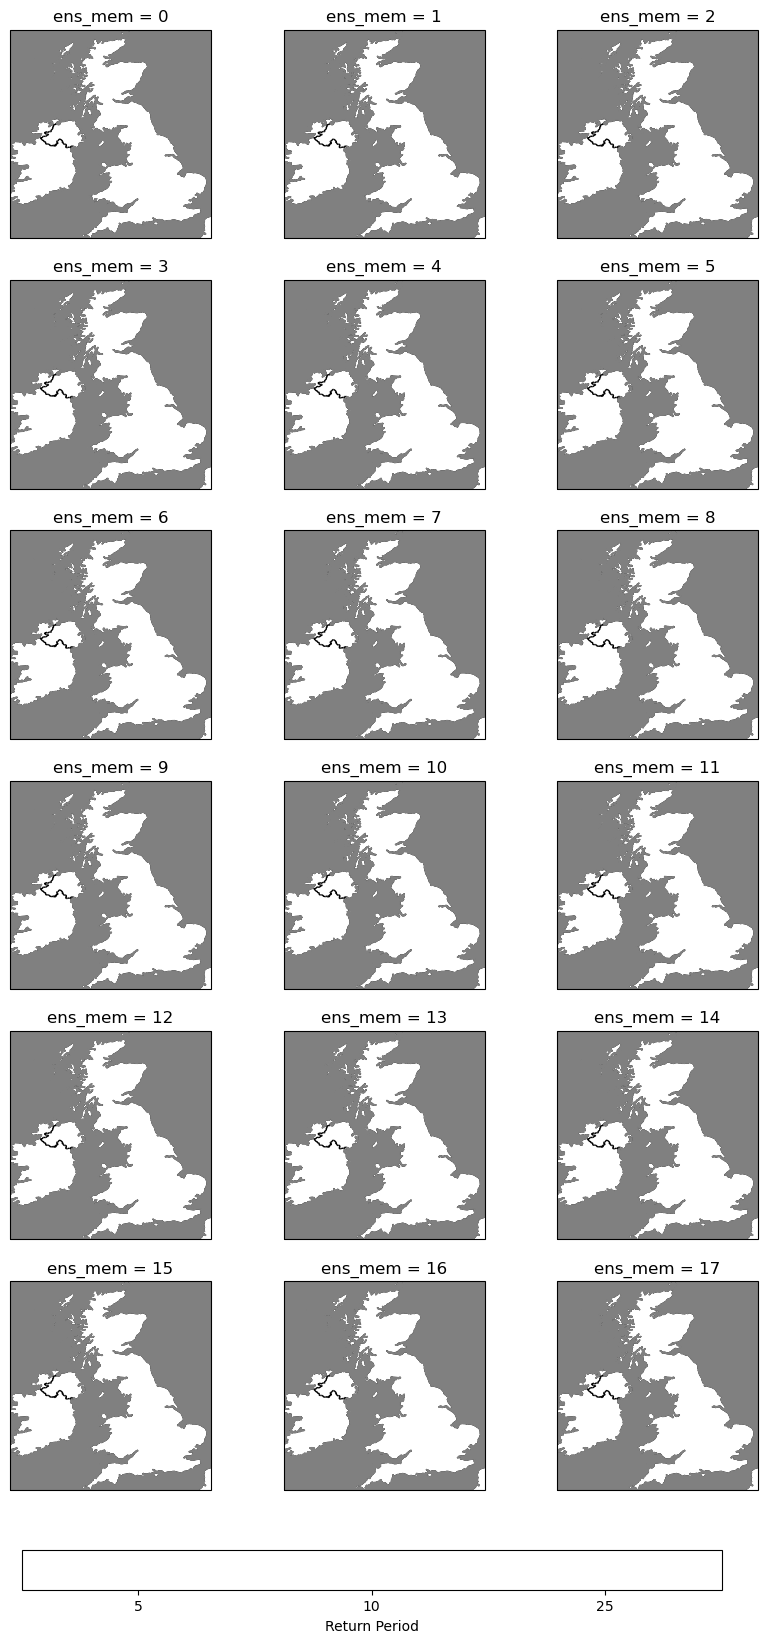 ens_mem = 0 ens_mem = 1 ens_mem = 2
ens_mem = 3 ens_mem = 4 ens_mem = 5
ens_mem = 6 ens_mem = 7 ens_mem = 8
ens_mem = 9 ens_mem = 10 ens_mem = 11
ens_mem = 12 ens_mem = 13 ens_mem = 14
ens_mem = 15 ens_mem = 16 ens_mem = 17
5 10 25
Return Period